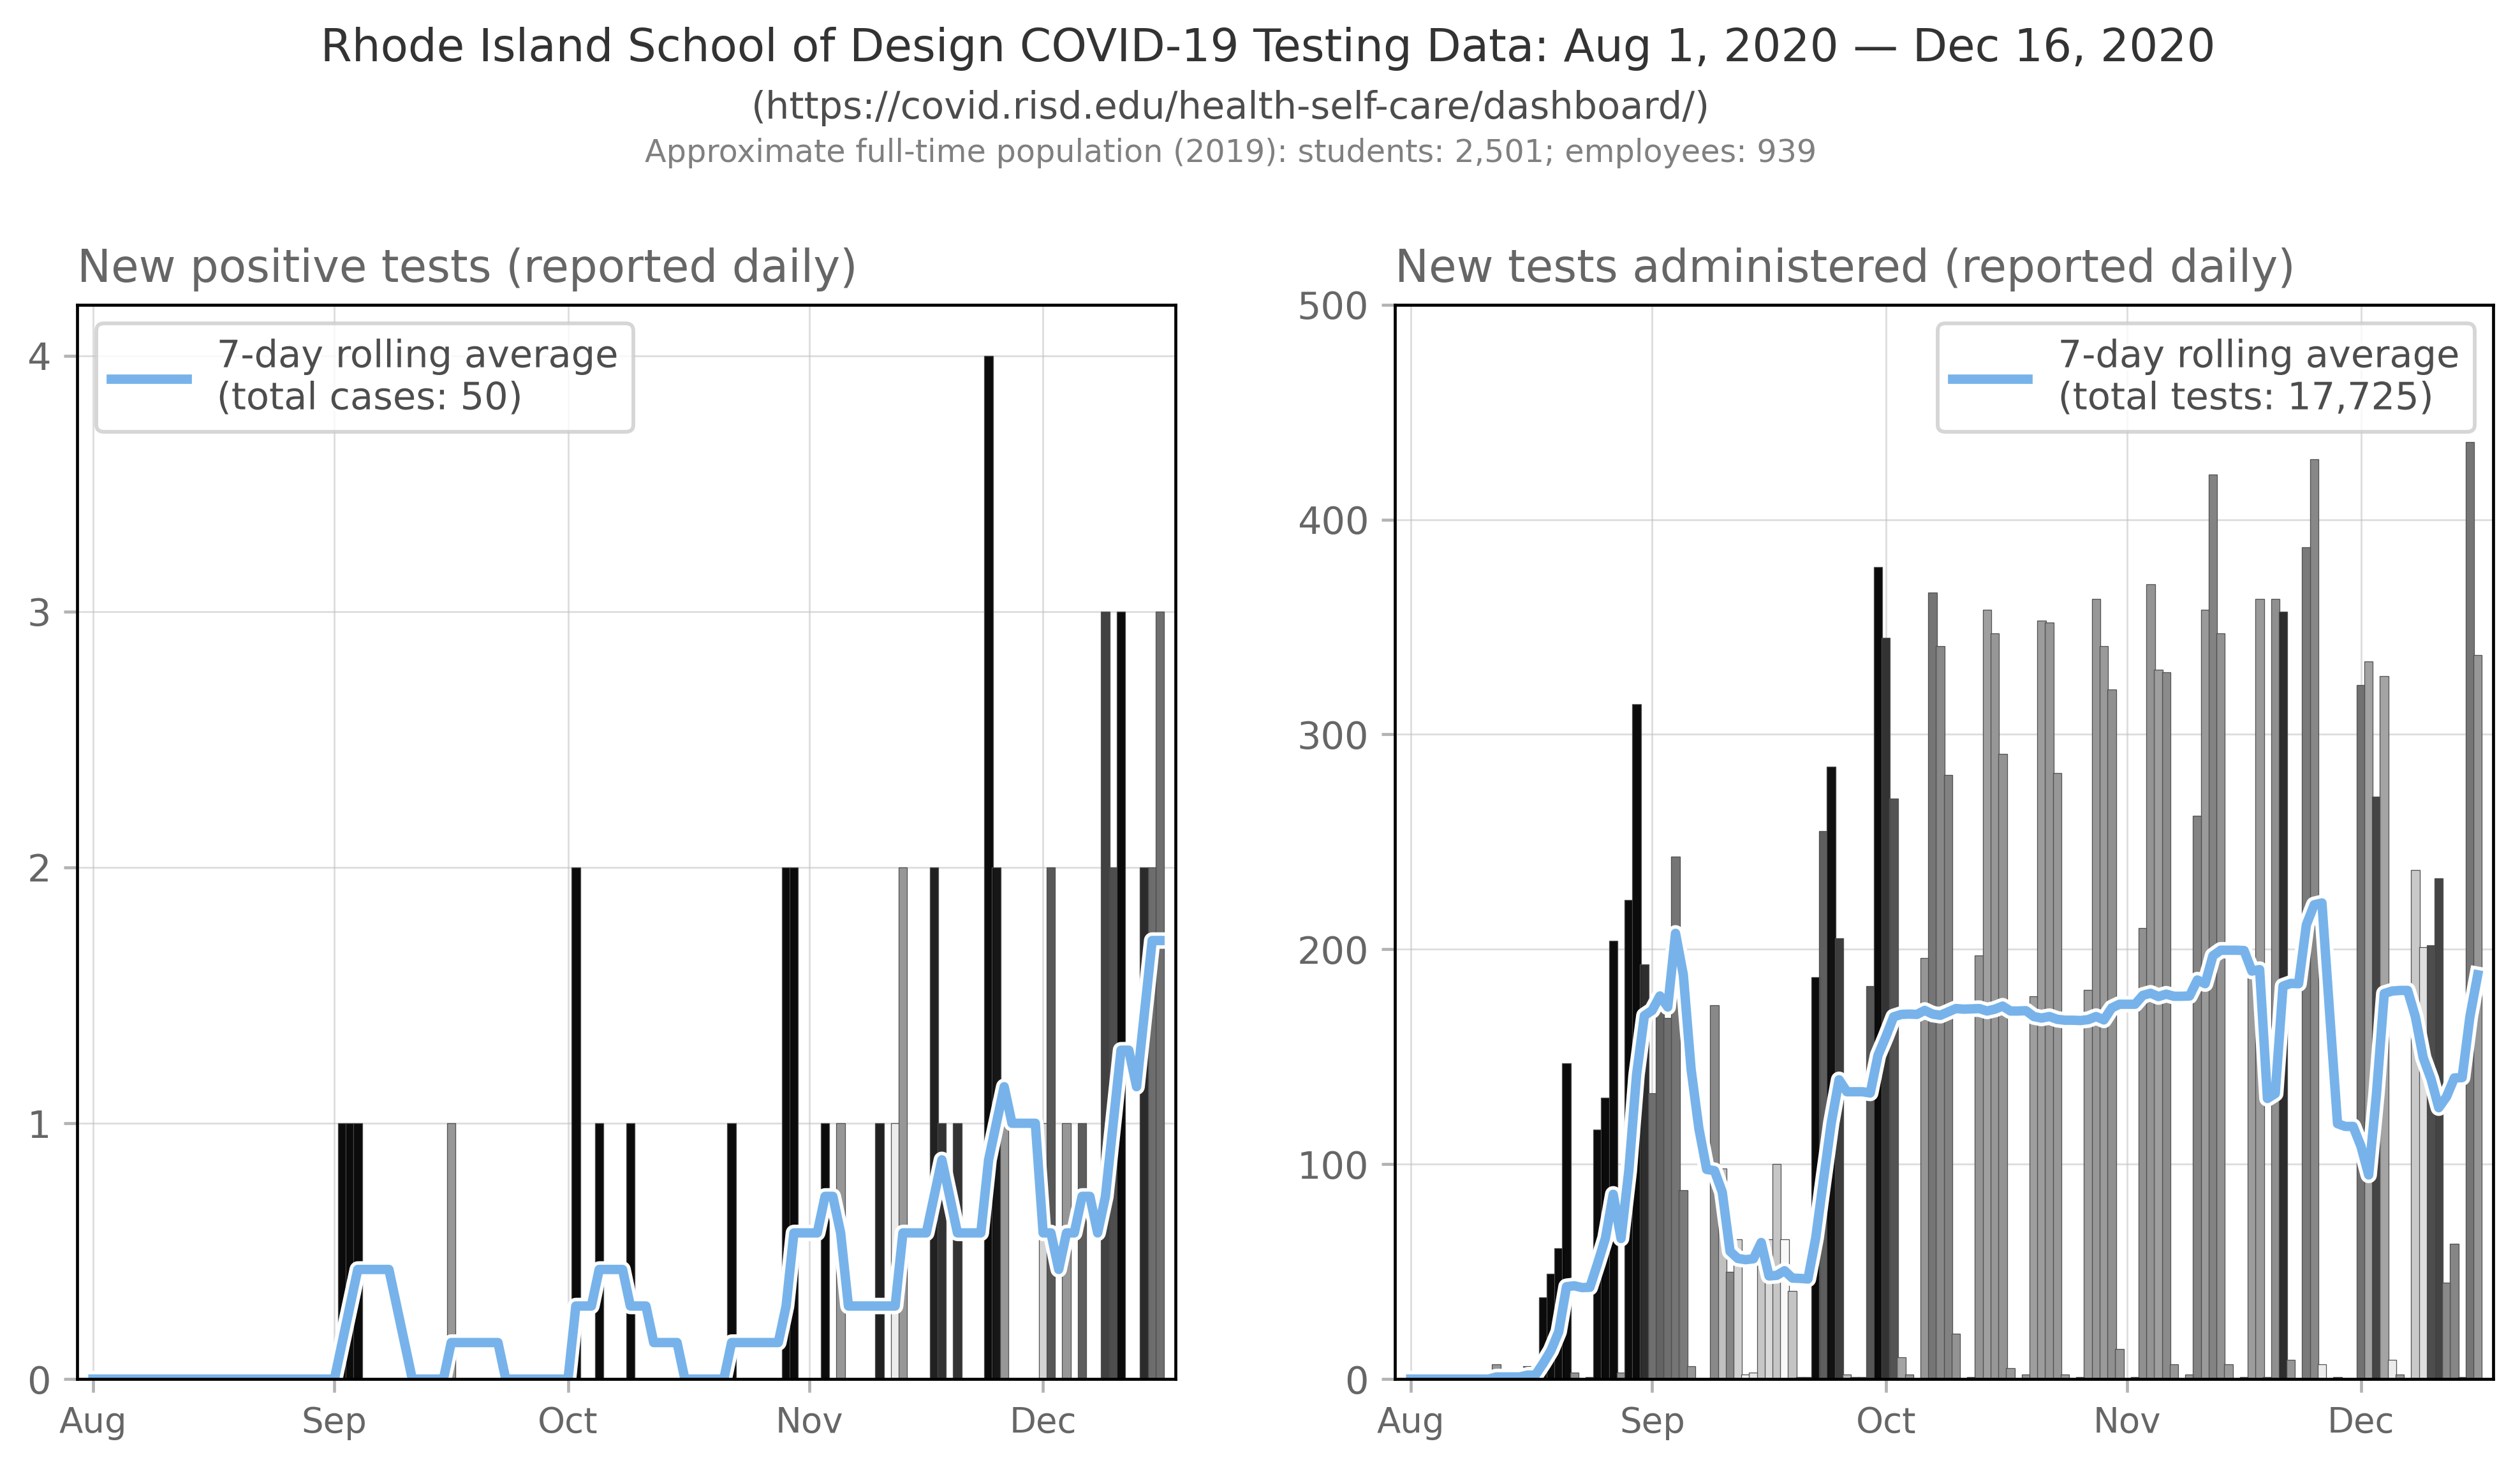 Rhode Island School of Design COVID-19 Testing Data: Aug 1, 2020 — Dec 16, 2020
(https://covid.risd.edu/health-self-care/dashboard/)
Approximate full-time population (2019): students: 2,501; employees: 939
New positive tests (reported daily)
7-day rolling average
(total cases: 50)
4
3
2
1
0
Aug
Sep
Oct
Nov
Dec
New tests administered (reported daily)
7-day rolling average
(total tests: 17,725)
500
400
300
200
100
0
Aug
Sep
Oct
Nov
Dec